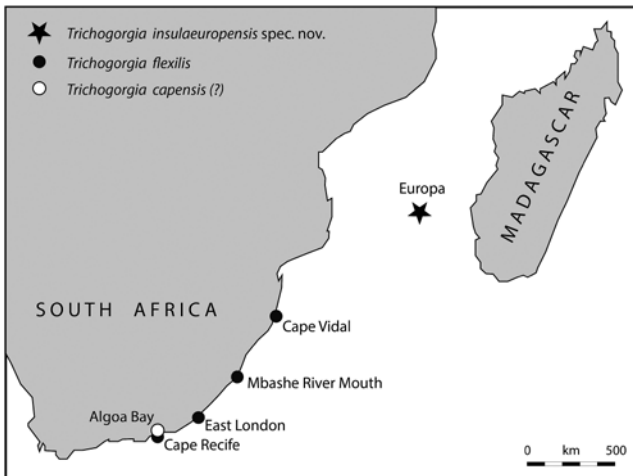 Trichogorgia insulaeuropensis spec. nov.
Trichogorgia flexilis
Trichogorgia capensis (?)
Europa
MADAGASCAR
SOUTH AFRICA
Cape Vidal
Mbashe River Mouth
Algoa Bay
East London
Cape Recife
0 km 500